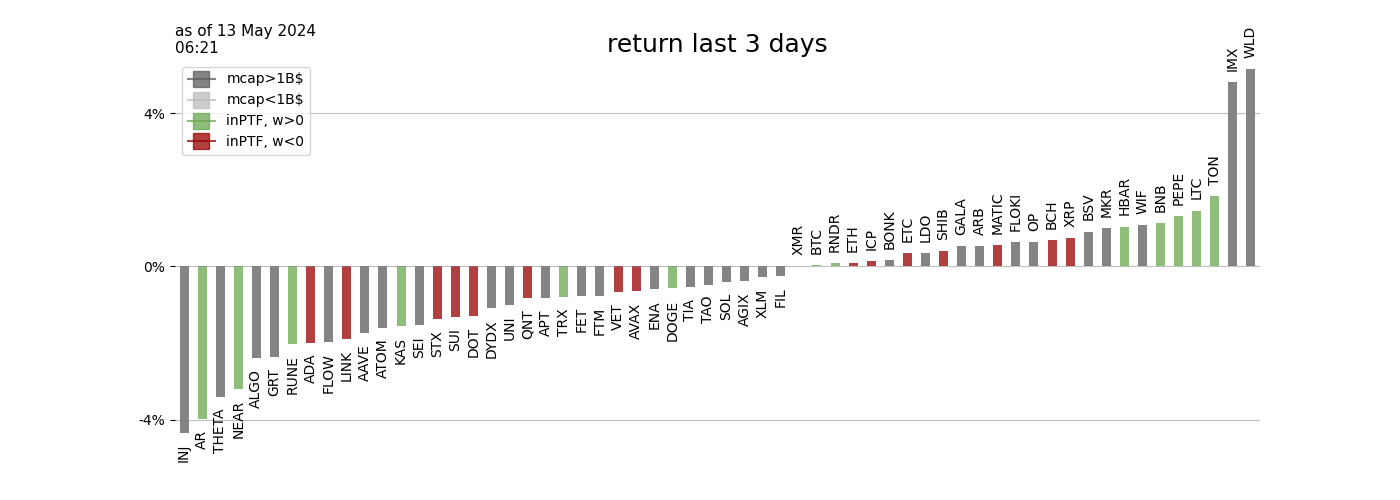 as of 13 May 2024
06:21
return last 3 days
mcap>1B$
mcap<1B$
inPTF, w>0
inPTF, w<0
4%
0%
-4%
INJ
AR
THETA
NEAR
ALGO
GRT
RUNE
ADA
FLOW
LINK
AAVE
ATOM
KAS
SEI
STX
SUI
DOT
DYDX
UNI
QNT
APT
TRX
FET
FTM
VET
AVAX
ENA
DOGE
TIA
TAO
SOL
AGIX
XLM
FIL
XMR
BTC
RNDR
ETH
ICP
BONK
ETC
LDO
SHIB
GALA
ARB
MATIC
FLOKI
OP
BCH
XRP
BSV
MKR
HBAR
WIF
BNB
PEPE
LTC
TON
IMX
WLD